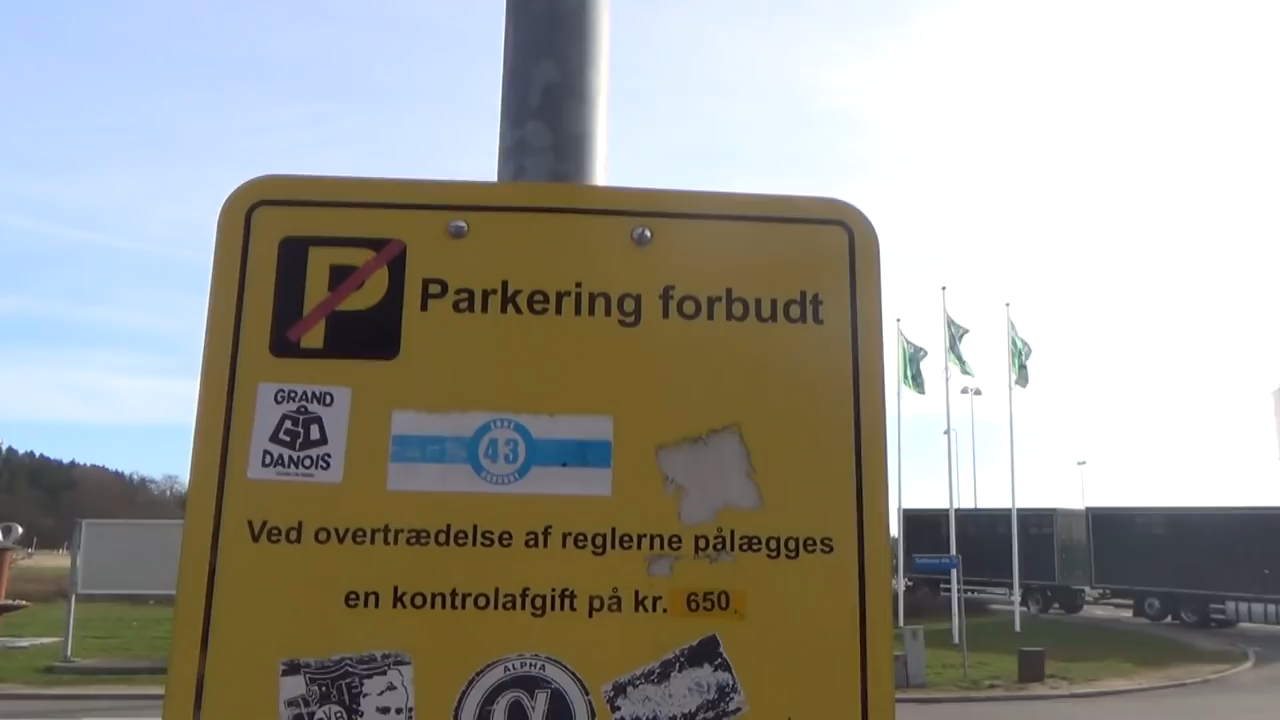 P
Parkering forbudt
GRAND
GD
DANOIS
43
Ved overtrædelse af reglerne pålægges
en kontrolafgift på kr. 650.
ALPHA